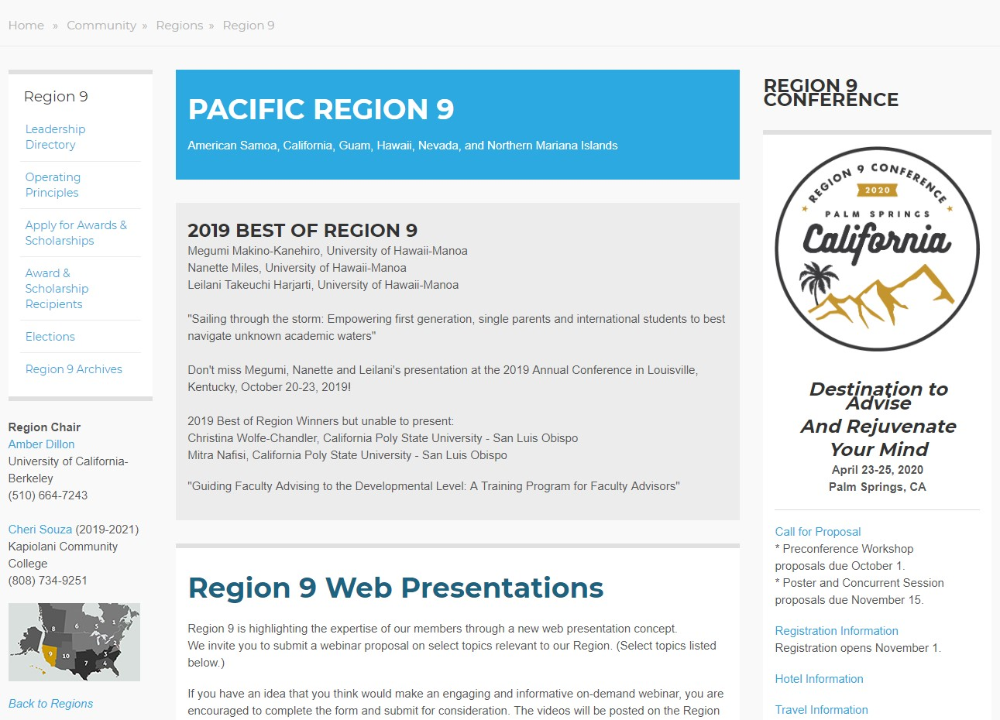 Home » Community » Regions » Region 9
Region 9
Leadership
Directory
Operating
Principles
Apply for Awards &
Scholarships
Award &
Scholarship
Recipients
Elections
Region 9 Archives
Region Chair
Amber Dillon
University of California-
Berkeley
(510) 664-7243
Cheri Souza (2019-2021)
Kapiolani Community
College
(808) 734-9251
8
6
5
1
2
9
10
3
7
4
Back to Regions
PACIFIC REGION 9
American Samoa, California, Guam, Hawaii, Nevada, and Northern Mariana Islands
2019 BEST OF REGION 9
Megumi Makino-Kanehiro, University of Hawaii-Manoa
Nanette Miles, University of Hawaii-Manoa
Leilani Takeuchi Harjarti, University of Hawaii-Manoa
"Sailing through the storm: Empowering first generation, single parents and international students to best
navigate unknown academic waters"
Don't miss Megumi, Nanette and Leilani's presentation at the 2019 Annual Conference in Louisville,
Kentucky, October 20-23, 2019!
2019 Best of Region Winners but unable to present:
Christina Wolfe-Chandler, California Poly State University - San Luis Obispo
Mitra Nafisi, California Poly State University - San Luis Obispo
"Guiding Faculty Advising to the Developmental Level: A Training Program for Faculty Advisors"
Region 9 Web Presentations
Region 9 is highlighting the expertise of our members through a new web presentation concept.
We invite you to submit a webinar proposal on select topics relevant to our Region. (Select topics listed
below.)
If you have an idea that you think would make an engaging and informative on-demand webinar, you are
encouraged to complete the form and submit for consideration. The videos will be posted on the Region
REGION 9
CONFERENCE
REGION 9 CONFERENCE
2020
PALM SPRINGS
California
Destination to
Advise
And Rejuvenate
Your Mind
April 23-25, 2020
Palm Springs, CA
Call for Proposal
* Preconference Workshop
proposals due October 1.
* Poster and Concurrent Session
proposals due November 15.
Registration Information
Registration opens November 1.
Hotel Information
Travel Information